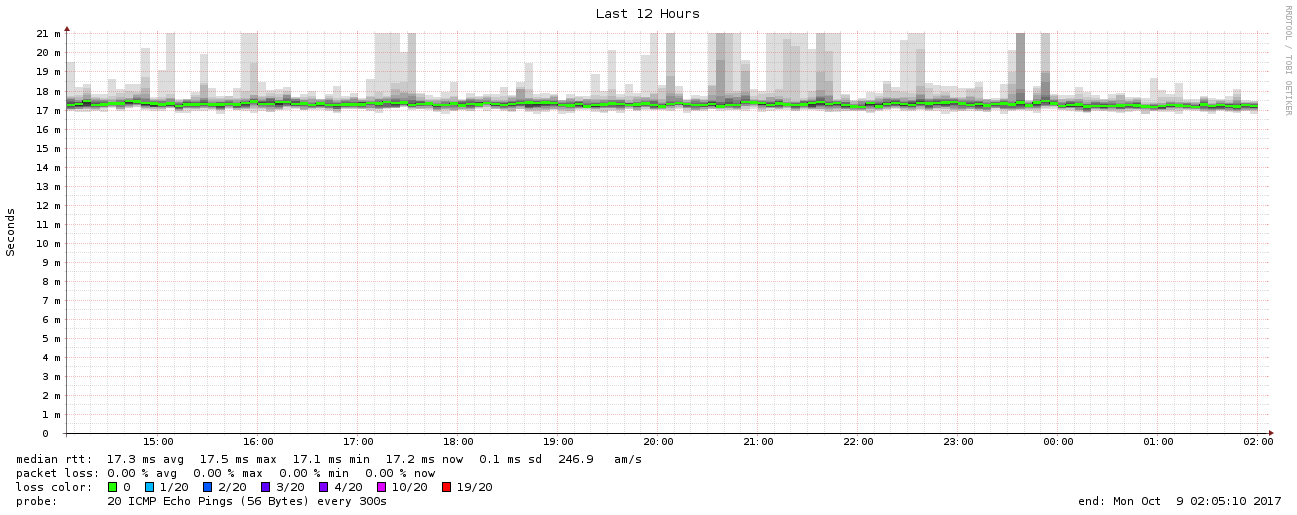 Last 12 Hours
RRDTOOL / TOBI OETIKER
Seconds
21 m
20 m
19 m
18 m
17 m
16 m
15 m
14 m
13 m
12 m
11 m
10 m
9 m
8 m
7 m
6 m
5 m
4 m
3 m
2 m
1 m
0
15:00 16:00 17:00 18:00 19:00 20:00 21:00 22:00 23:00 00:00 01:00 02:00
median rtt: 17.3 ms avg 17.5 ms max 17.1 ms min 17.2 ms now 0.1 ms sd 246.9 am/s
packet loss: 0.00 % avg 0.00 % max 0.00 % min 0.00 % now
loss color: 0 1/20 2/20 3/20 4/20 10/20 19/20
probe: 20 ICMP Echo Pings (56 Bytes) every 300s end: Mon Oct 9 02:05:10 2017